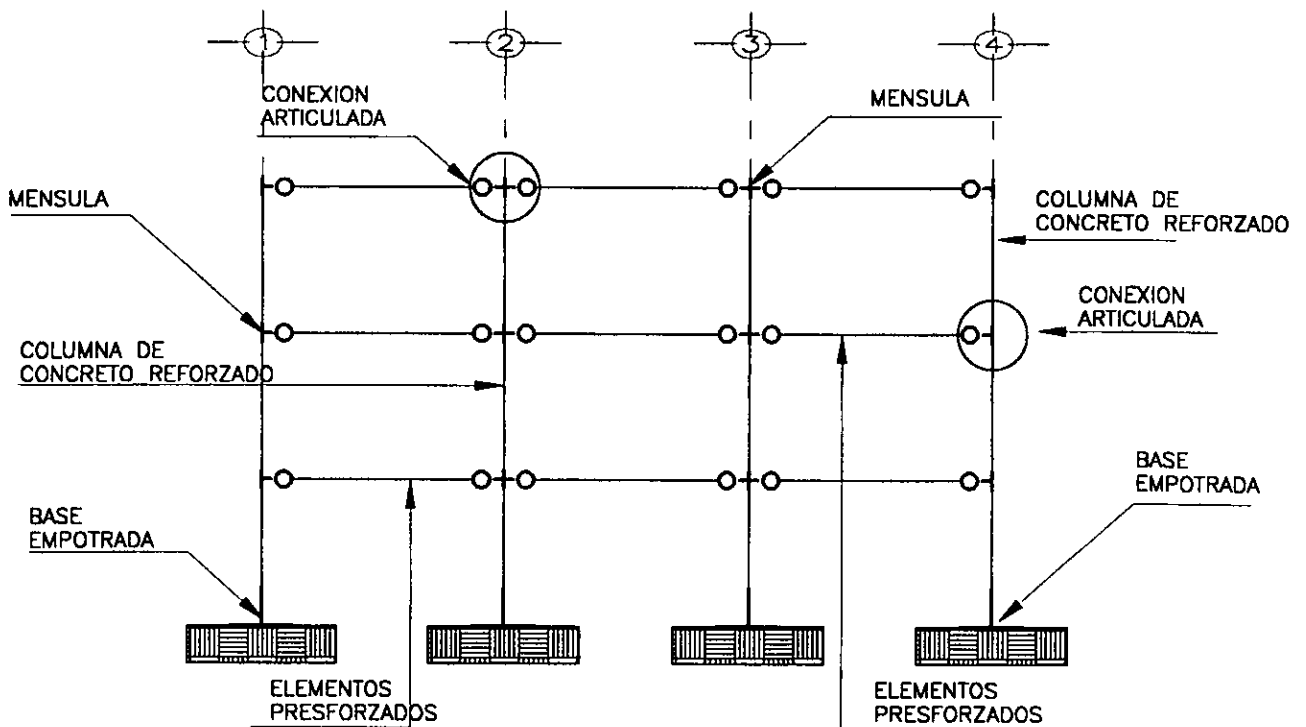 1
2
3
4
CONEXION
ARTICULADA
MENSULA
MENSULA
COLUMNA DE
CONCRETO REFORZADO
CONEXION
ARTICULADA
COLUMNA DE
CONCRETO REFORZADO
BASE
EMPOTRADA
BASE
EMPOTRADA
ELEMENTOS
PRESFORZADOS
ELEMENTOS
PRESFORZADOS